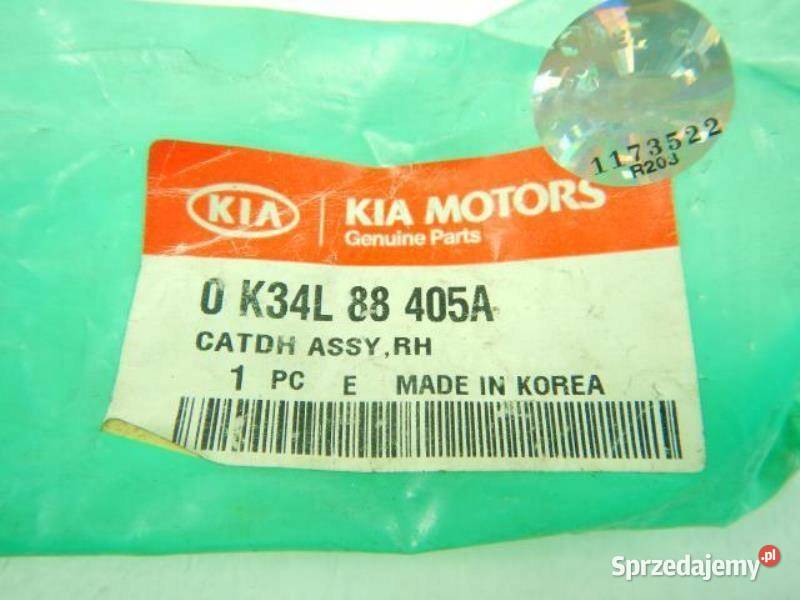 1173522
R20J
KIA
KIA MOTORS
Genuine Parts
0 K34L 88 405A
CATDH ASSY,RH
1 PC E MADE IN KOREA
Sprzedajemy.pl